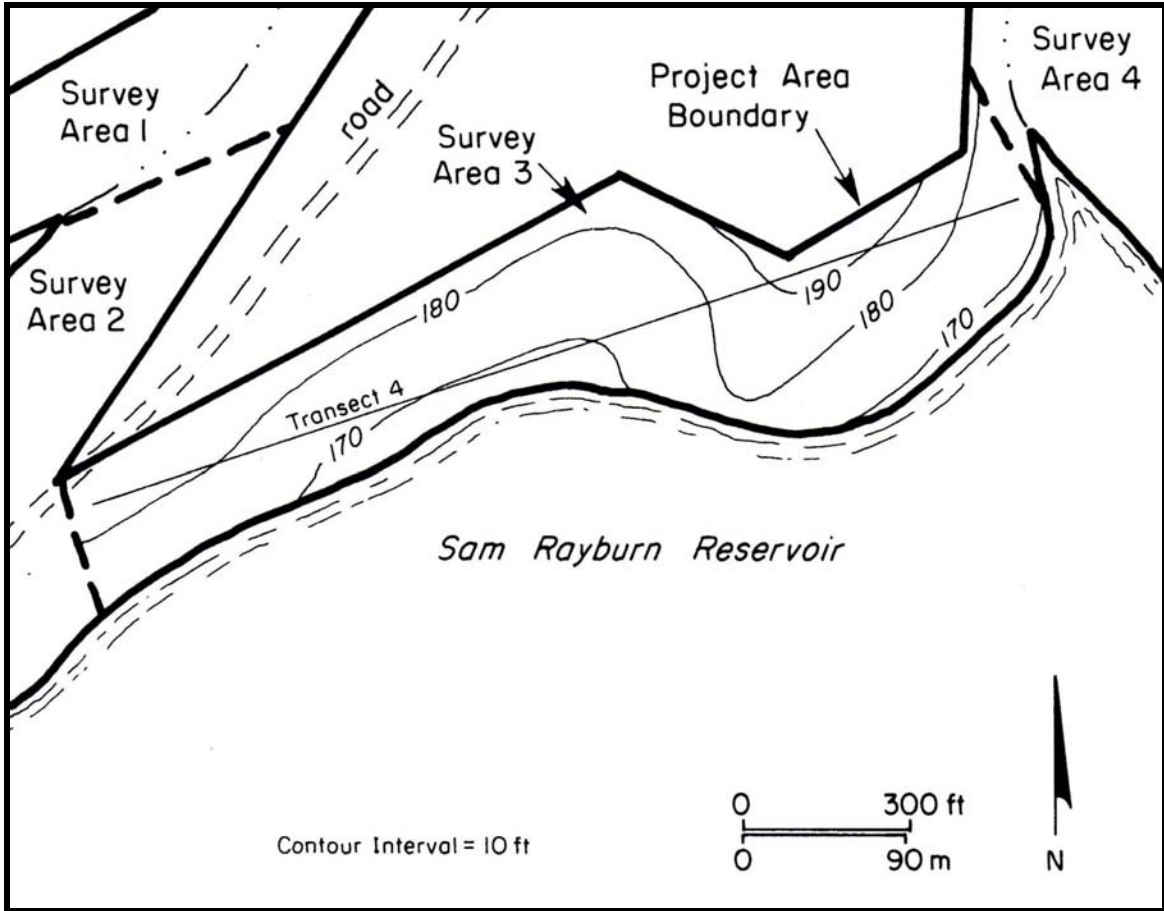 Survey
Area 1
road
Survey
Area 3
Project Area
Boundary
Survey
Area 4
Survey
Area 2
180
190
180
170
Transect 4
170
Sam Rayburn Reservoir
Contour Interval = 10 ft
0 300 ft
0 90 m
N